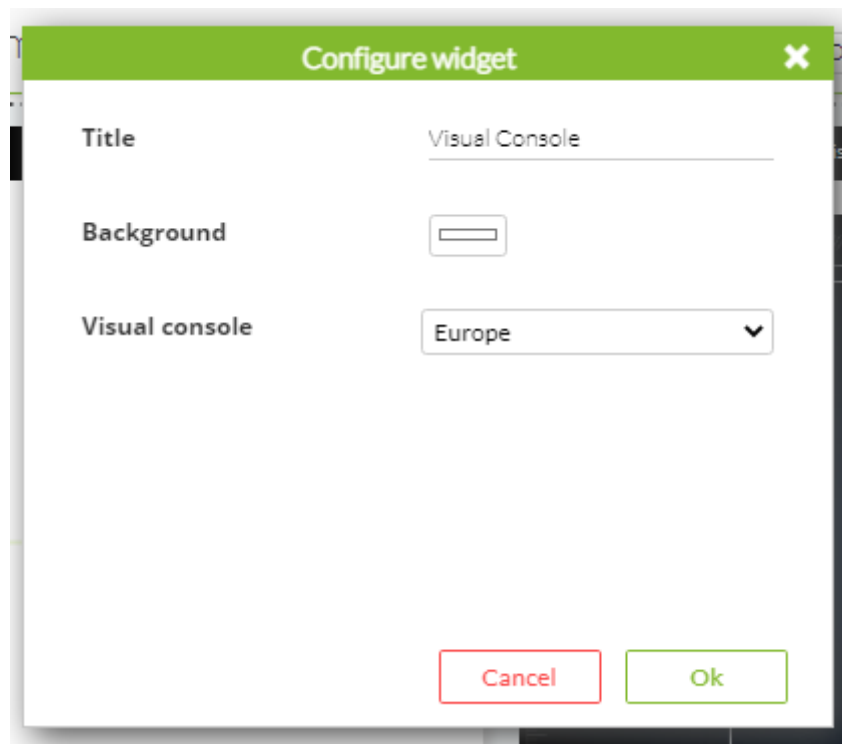 Configure widget
Title
Visual Console
Background
Visual console
Europe
Cancel
Ok